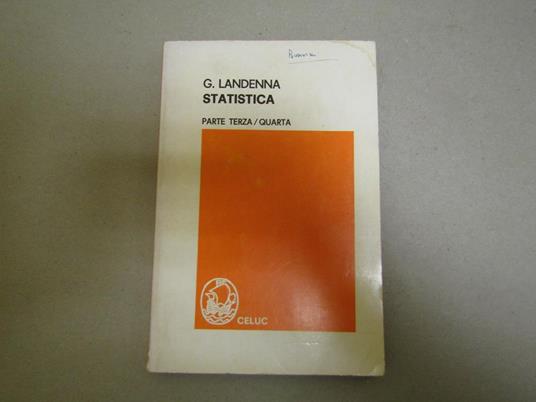 G. LANDENNA
STATISTICA
PARTE TERZA/QUARTA
CELUC